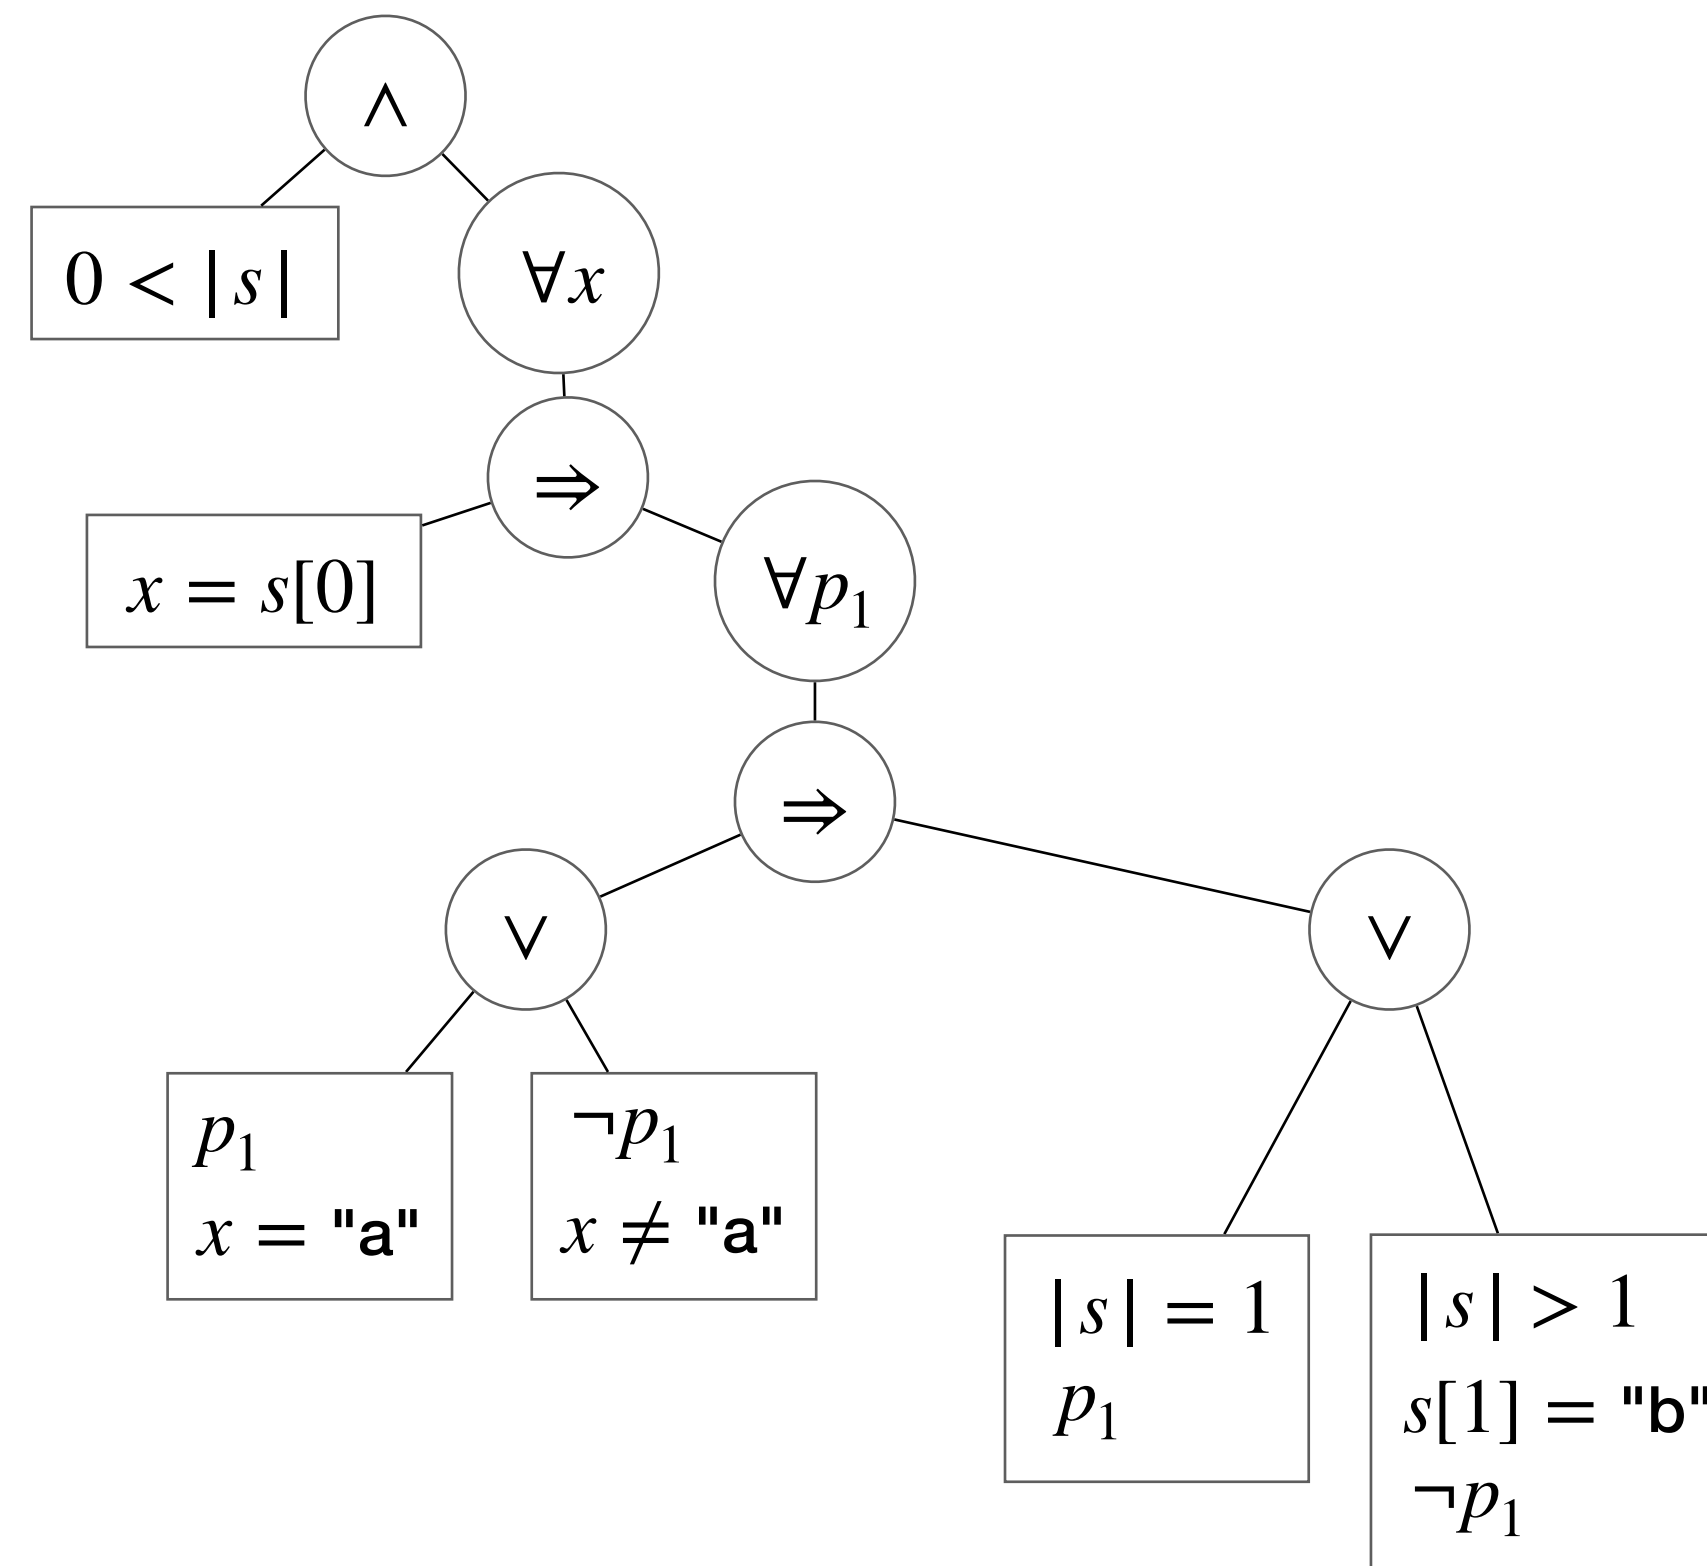 ∧
0 < |s|
∀x
⇒
x = s[0]
∀p₁
⇒
∨
∨
p₁
x = "a"
¬p₁
x ≠ "a"
|s| = 1
p₁
|s| > 1
s[1] = "b"
¬p₁